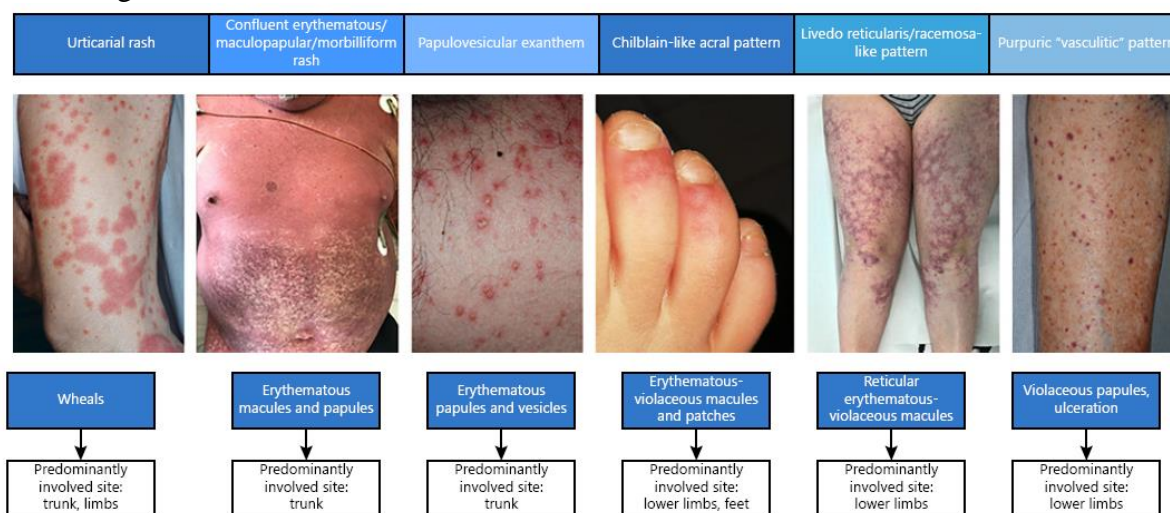 Urticarial rash
Confluent erythematous/
maculopapular/morbilliform
rash
Papulovesicular exanthem
Chilblain-like acral pattern
Livedo reticularis/racemosa-
like pattern
Purpuric "vasculitic" pattern
Wheals
Erythematous
macules and papules
Erythematous
papules and vesicles
Erythematous-
violaceous macules
and patches
Reticular
erythematous-
violaceous macules
Violaceous papules,
ulceration
Predominantly
involved site:
trunk, limbs
Predominantly
involved site:
trunk
Predominantly
involved site:
trunk
Predominantly
involved site:
lower limbs, feet
Predominantly
involved site:
lower limbs
Predominantly
involved site:
lower limbs